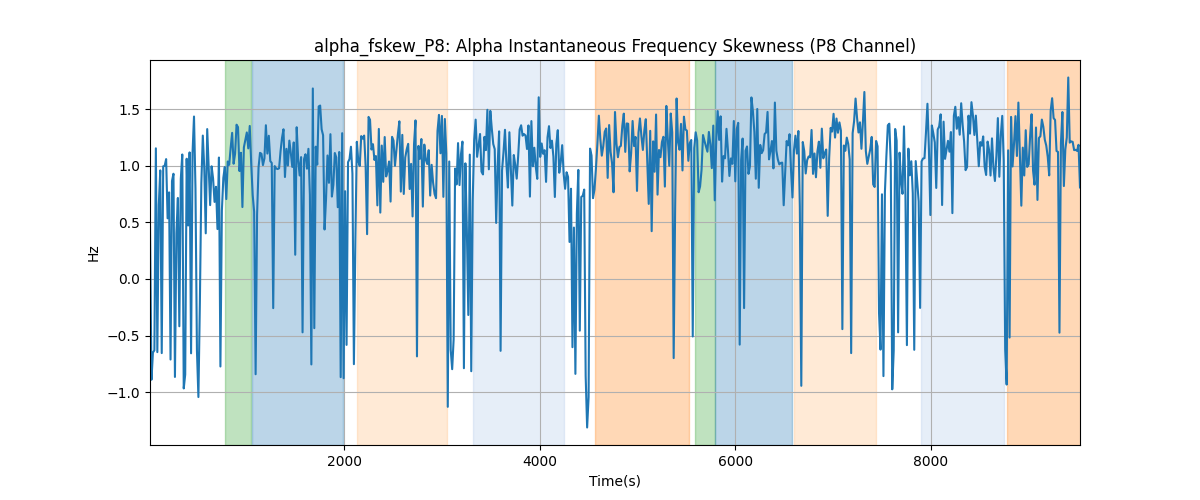 alpha_fskew_P8: Alpha Instantaneous Frequency Skewness (P8 Channel)
1.5
1.0
0.5
0.0
−0.5
−1.0
Hz
2000 4000 6000 8000
Time(s)